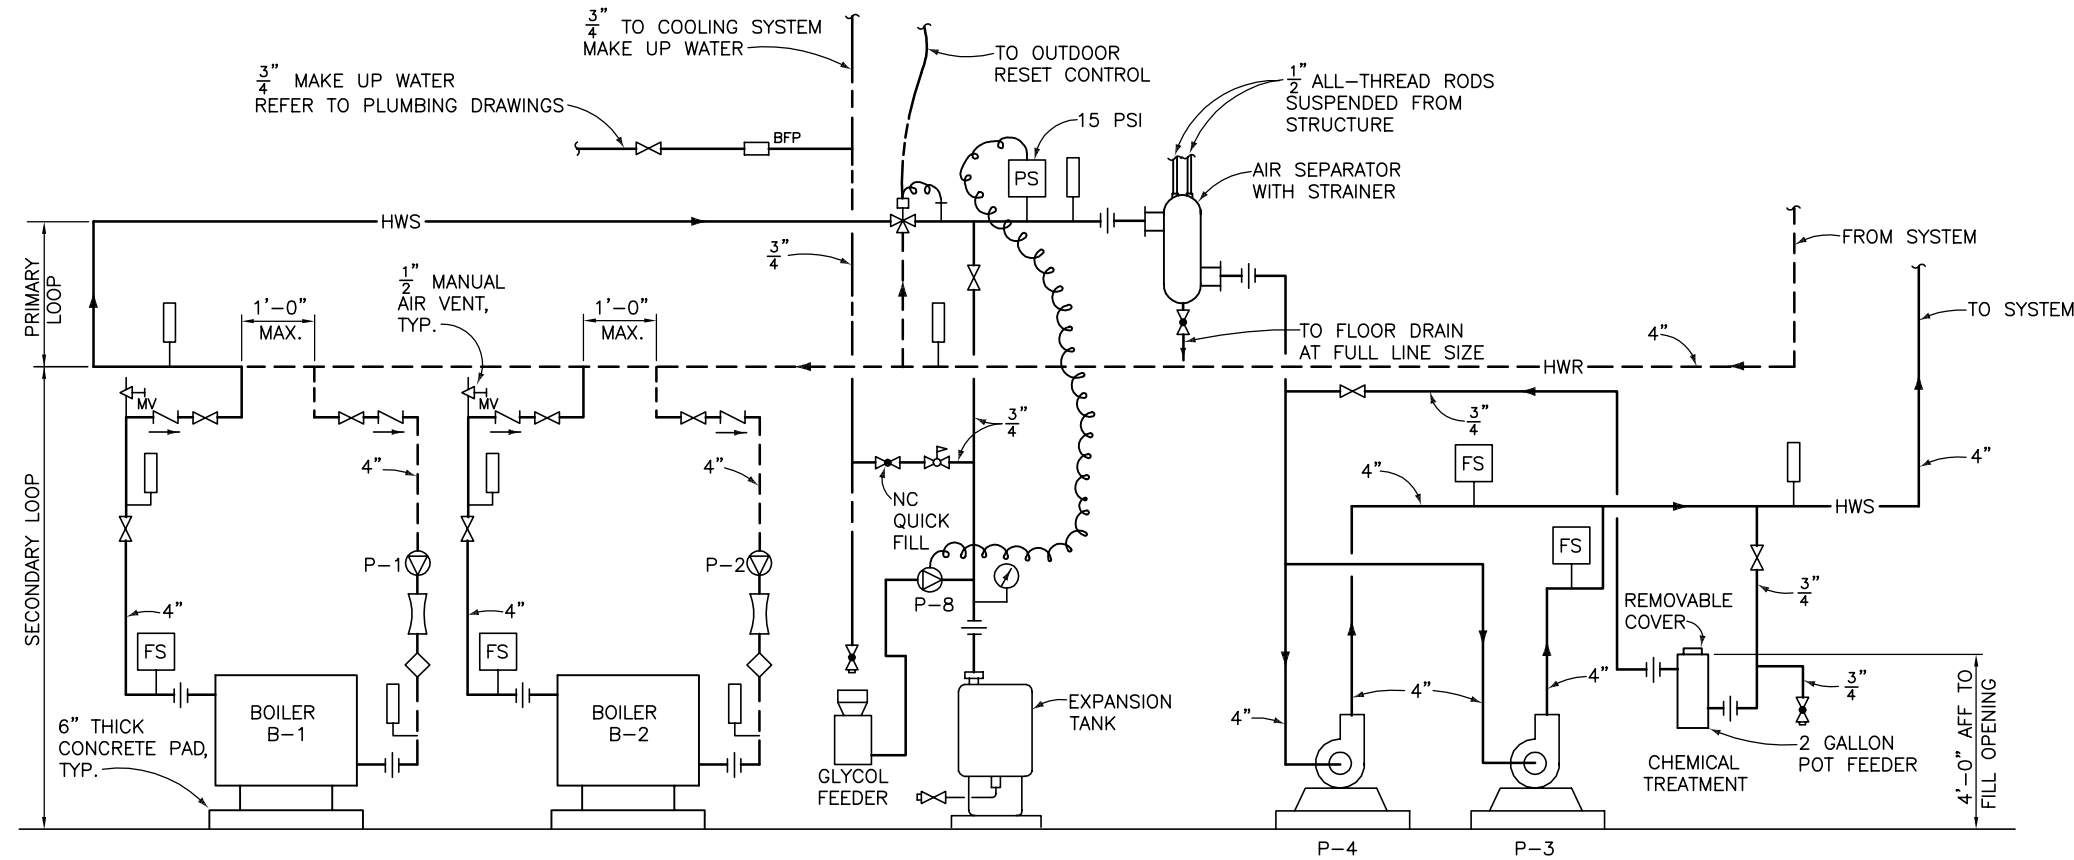 3/4" TO COOLING SYSTEM
MAKE UP WATER
3/4" MAKE UP WATER
REFER TO PLUMBING DRAWINGS
BFP
TO OUTDOOR
RESET CONTROL
15 PSI
PS
1/2" ALL-THREAD RODS
SUSPENDED FROM
STRUCTURE
AIR SEPARATOR
WITH STRAINER
HWS
3/4"
FROM SYSTEM
TO SYSTEM
PRIMARY
LOOP
1'-0"
MAX.
1/2" MANUAL
AIR VENT,
TYP.
1'-0"
MAX.
TO FLOOR DRAIN
AT FULL LINE SIZE
4"
HWR
MV
MV
3/4"
3/4"
SECONDARY LOOP
4"
4"
NC
QUICK
FILL
4"
FS
4"
HWS
FS
P-1
P-2
P-8
4"
4"
FS
FS
3/4"
REMOVABLE
COVER
BOILER
B-1
BOILER
B-2
EXPANSION
TANK
4"
4"
4"
3/4"
6" THICK
CONCRETE PAD,
TYP.
GLYCOL
FEEDER
CHEMICAL
TREATMENT
2 GALLON
POT FEEDER
4'-0" AFF TO
FILL OPENING
P-4
P-3